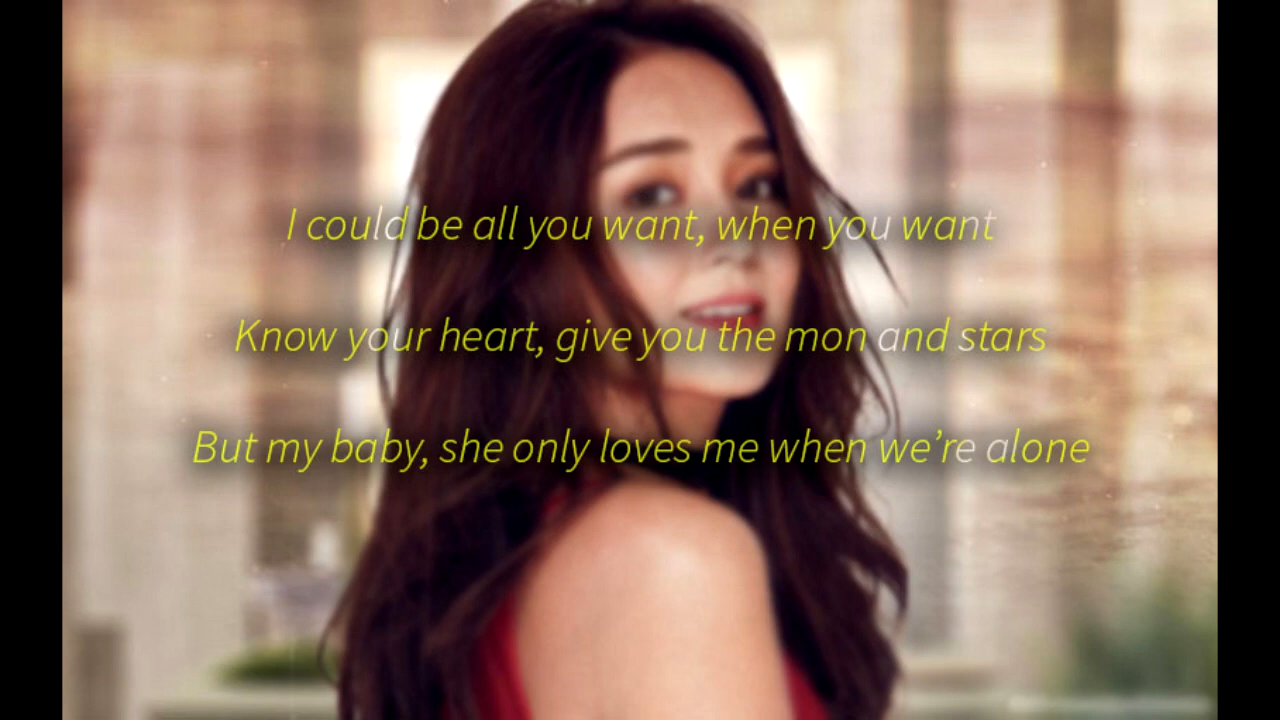 I could be all you want, when you want
Know your heart, give you the mon and stars
But my baby, she only loves me when we’re alone